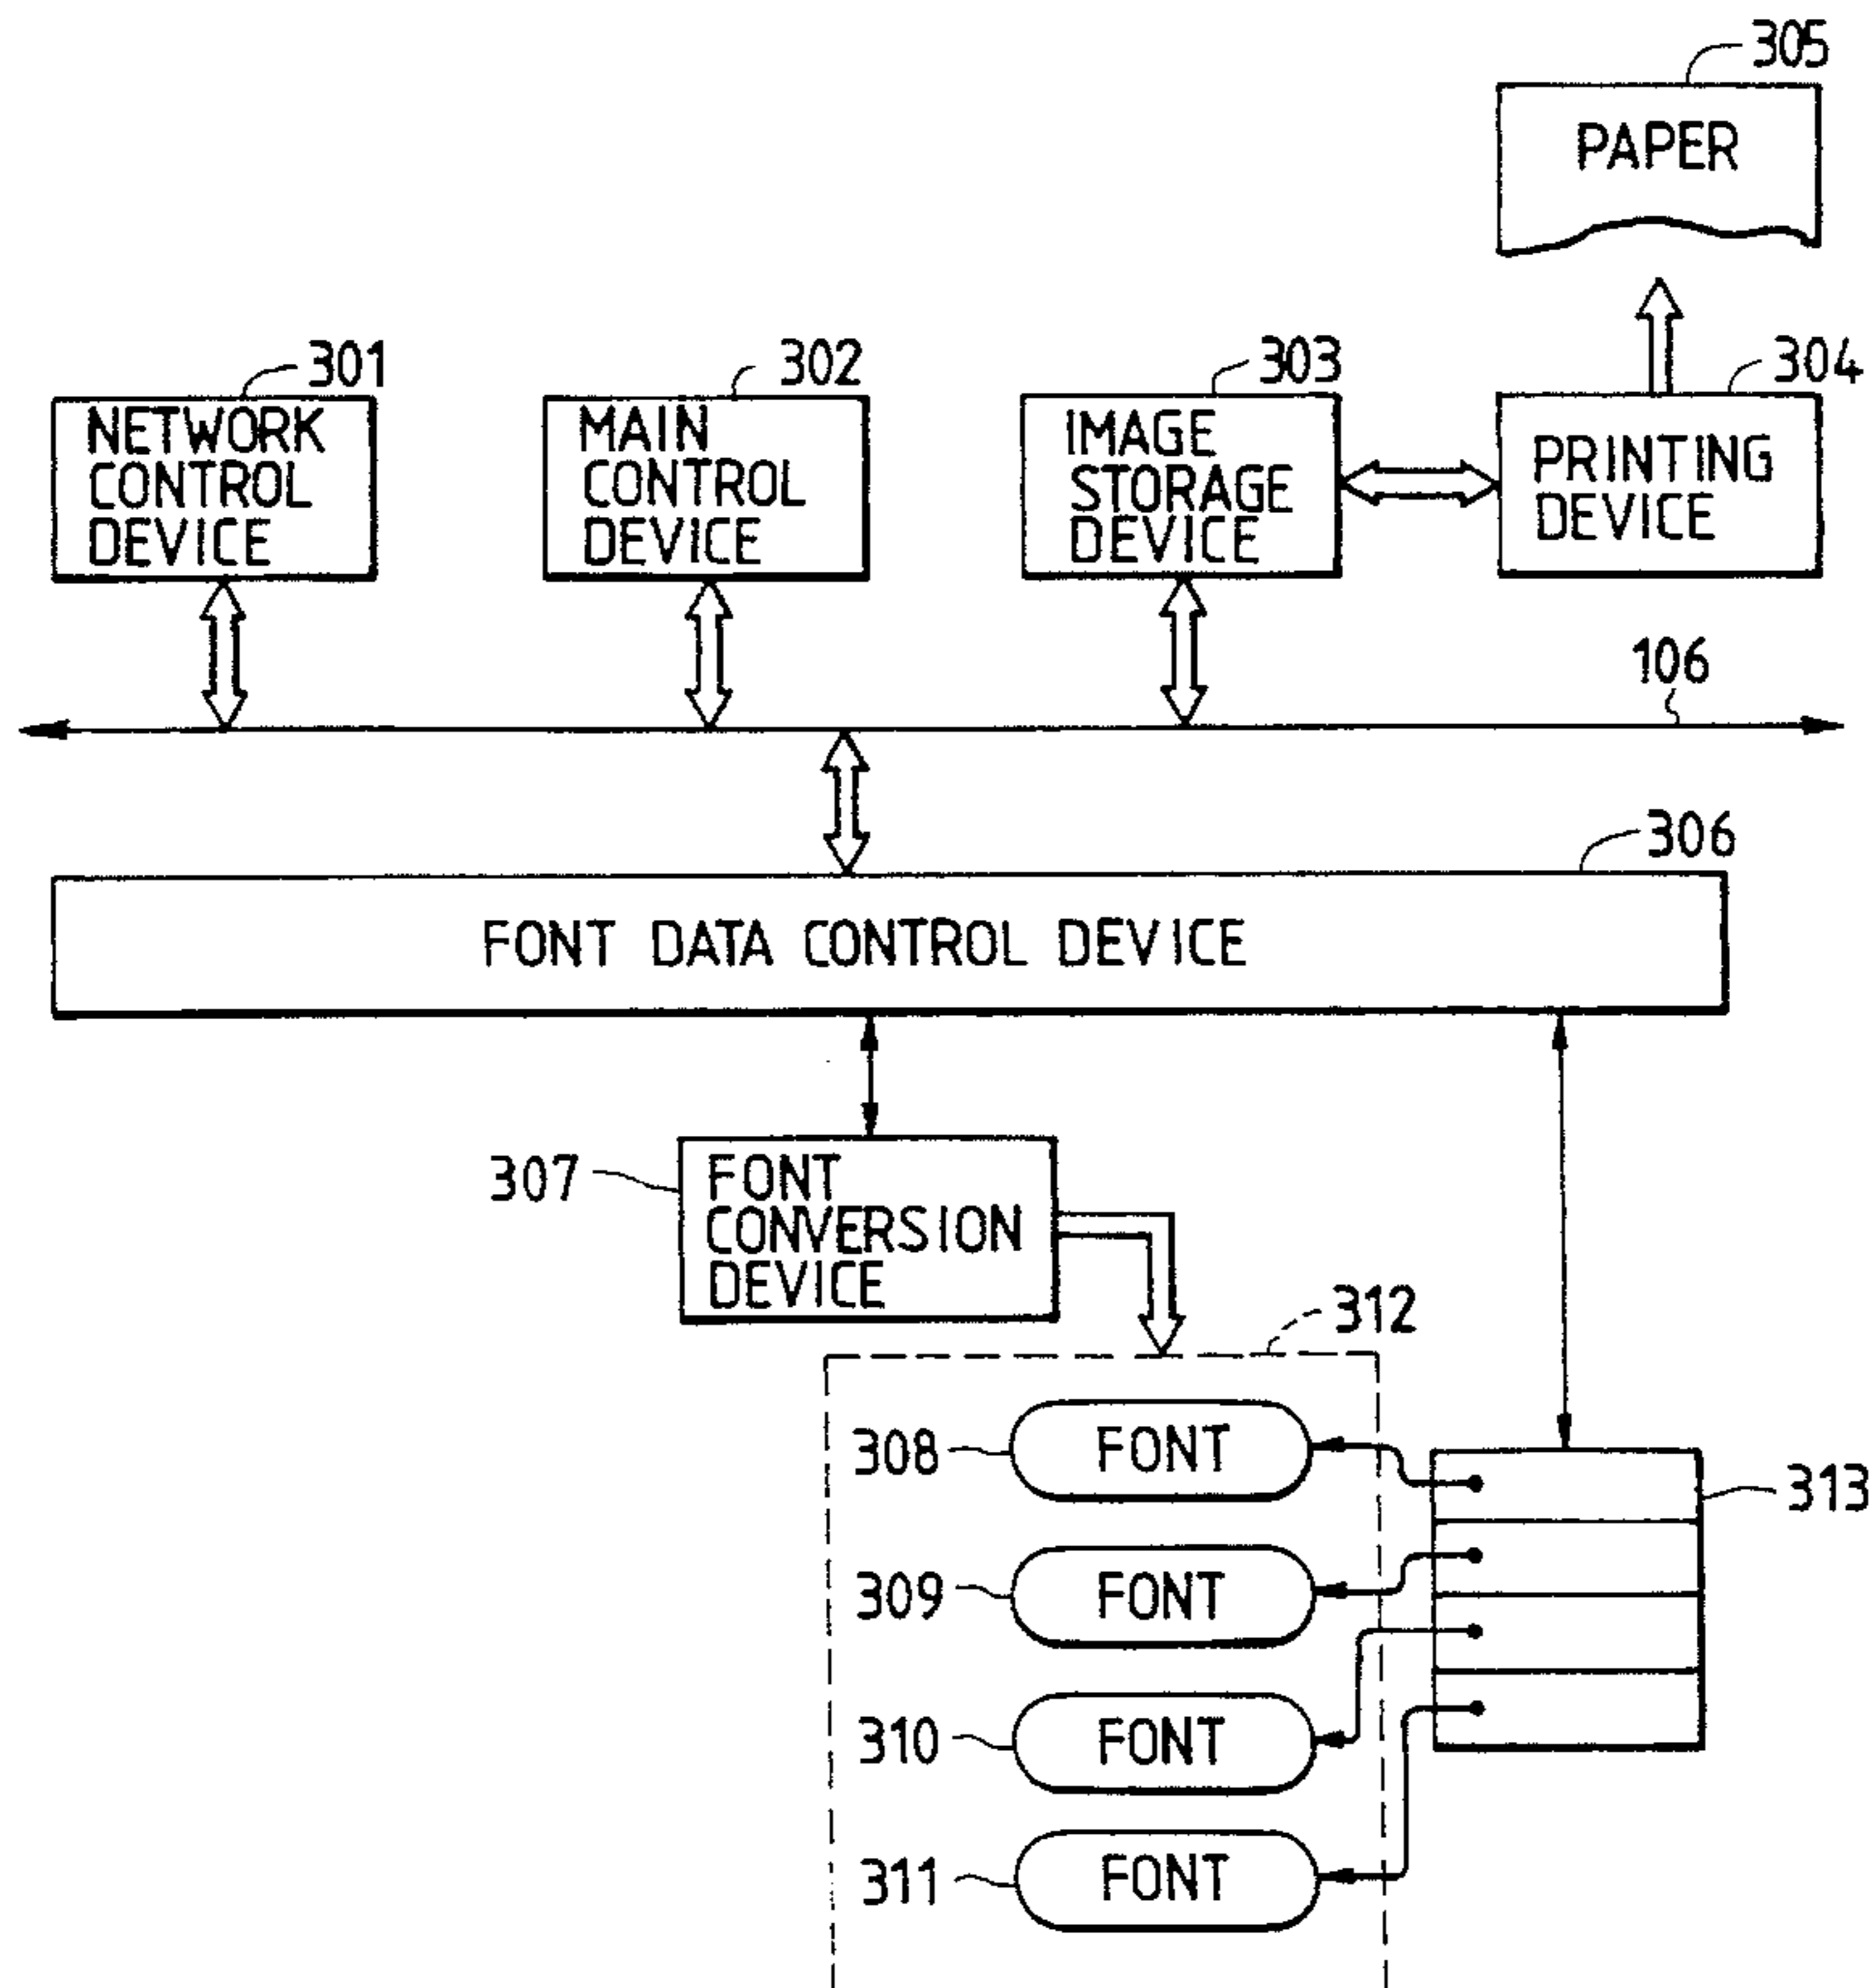 305
PAPER
301
302
303
304
NETWORK
CONTROL
DEVICE
MAIN
CONTROL
DEVICE
IMAGE
STORAGE
DEVICE
PRINTING
DEVICE
106
306
FONT DATA CONTROL DEVICE
307
FONT
CONVERSION
DEVICE
312
308
FONT
313
309
FONT
310
FONT
311
FONT